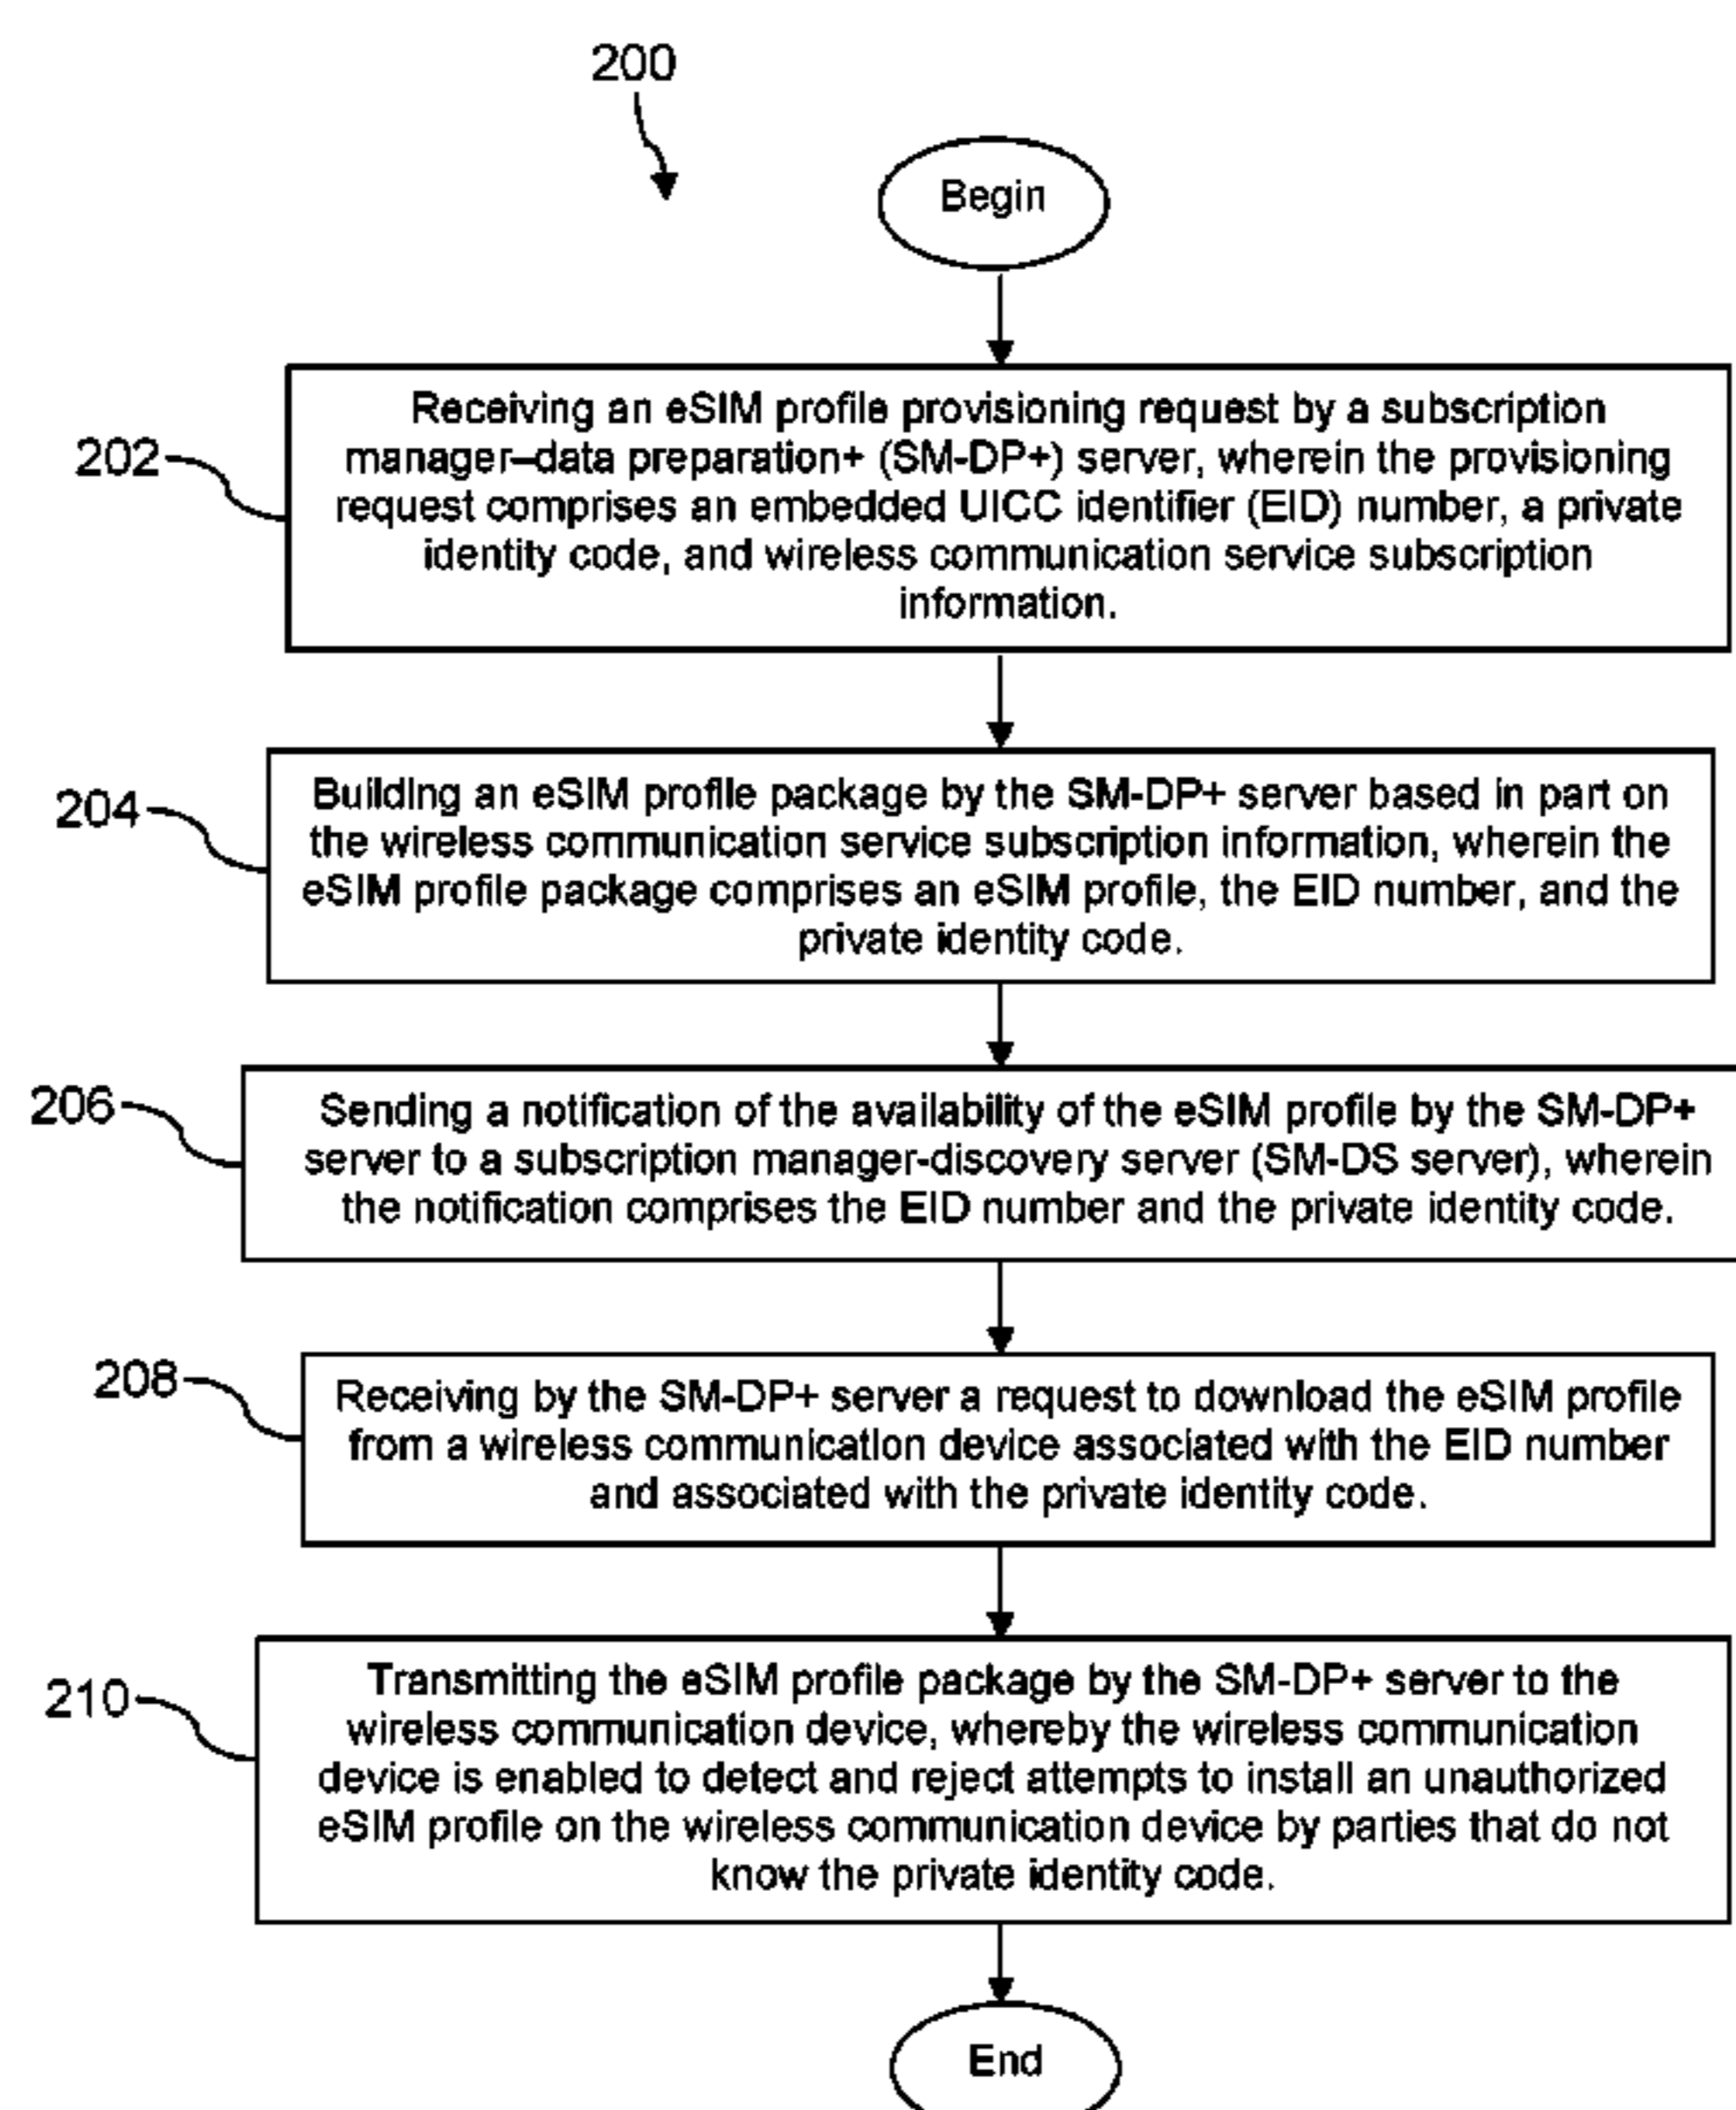 200
Begin
202
Receiving an eSIM profile provisioning request by a subscription
manager–data preparation+ (SM-DP+) server, wherein the provisioning
request comprises an embedded UICC identifier (EID) number, a private
identity code, and wireless communication service subscription
information.
204
Building an eSIM profile package by the SM-DP+ server based in part on
the wireless communication service subscription information, wherein the
eSIM profile package comprises an eSIM profile, the EID number, and the
private identity code.
206
Sending a notification of the availability of the eSIM profile by the SM-DP+
server to a subscription manager-discovery server (SM-DS server), wherein
the notification comprises the EID number and the private identity code.
208
Receiving by the SM-DP+ server a request to download the eSIM profile
from a wireless communication device associated with the EID number
and associated with the private identity code.
210
Transmitting the eSIM profile package by the SM-DP+ server to the
wireless communication device, whereby the wireless communication
device is enabled to detect and reject attempts to install an unauthorized
eSIM profile on the wireless communication device by parties that do not
know the private identity code.
End